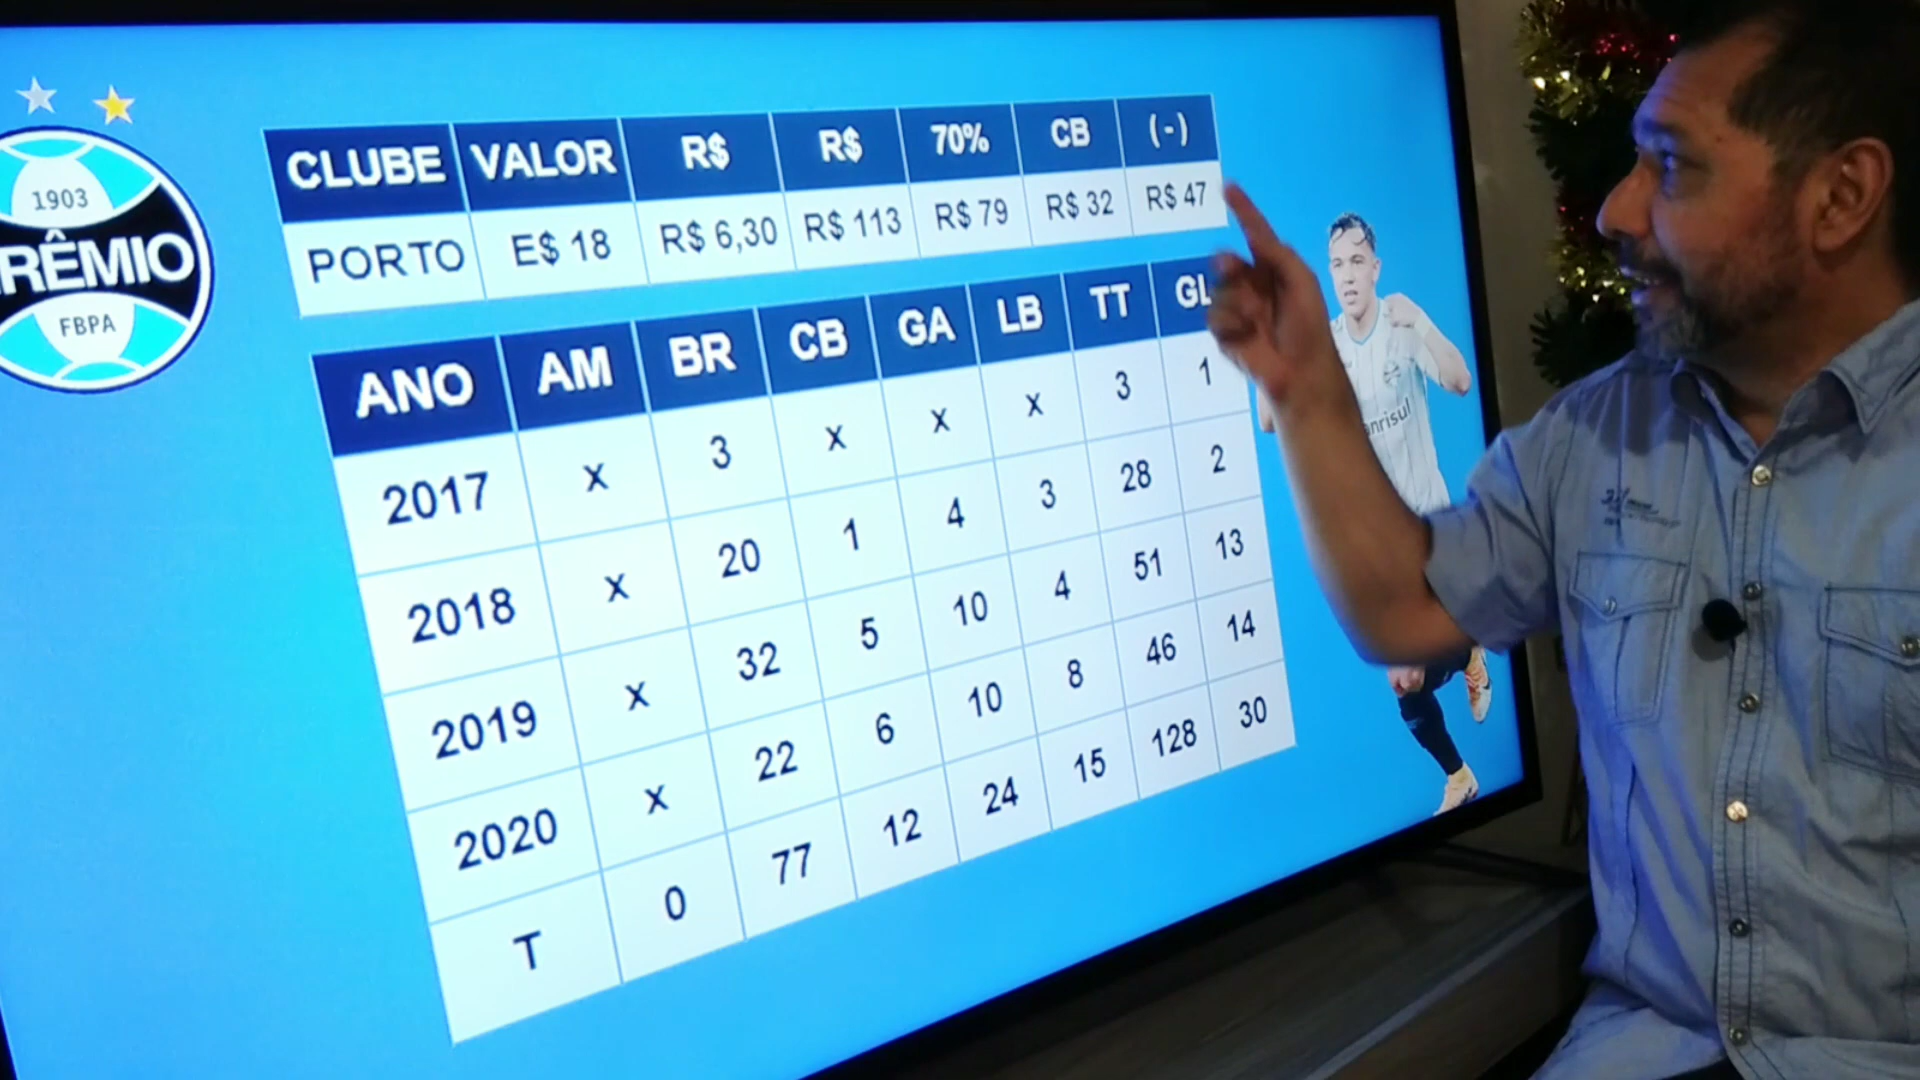 1903
RÊMIO
FBPA
CLUBE VALOR R$ R$ 70% CB (-)
PORTO E$ 18 R$ 6,30 R$ 113 R$ 79 R$ 32 R$ 47
ANO AM BR CB GA LB TT GL
2017 x 3 x x x 3 1
2018 x 20 1 4 3 28 2
2019 x 32 5 10 4 51 13
2020 x 22 6 10 8 46 14
T 0 77 12 24 15 128 30
nrisul